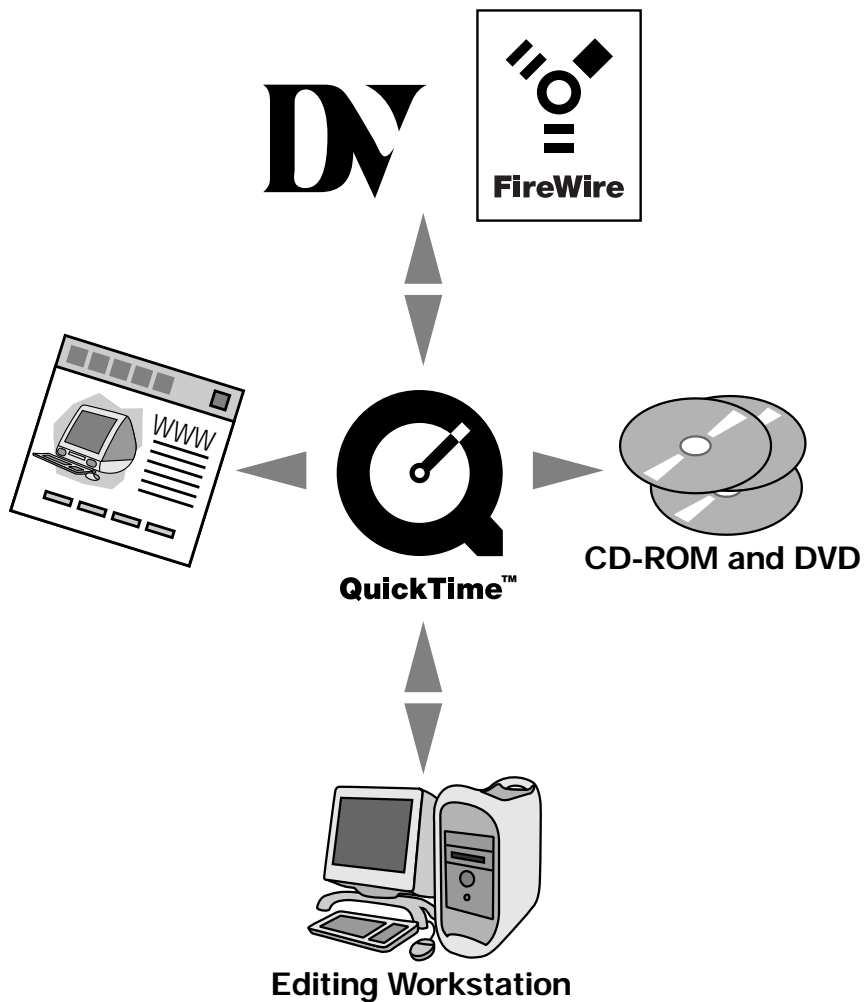 DV
FireWire
WWW
QuickTime™
CD-ROM and DVD
Editing Workstation